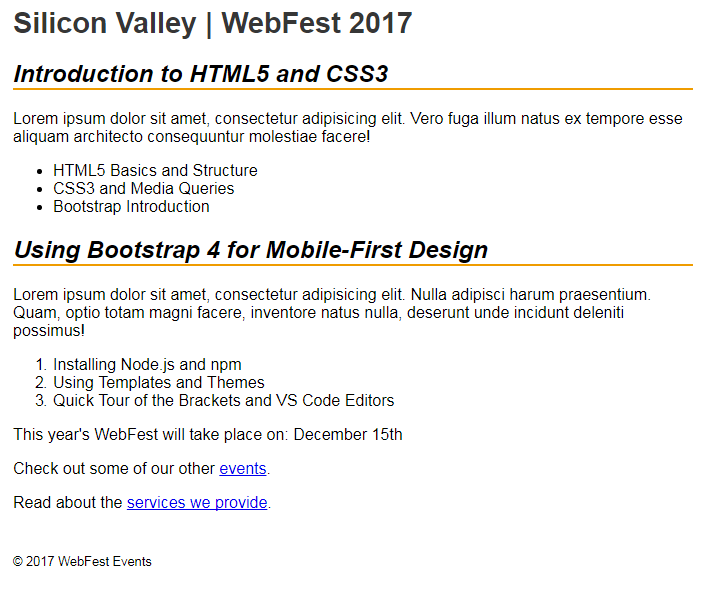 Silicon Valley | WebFest 2017
Introduction to HTML5 and CSS3
Lorem ipsum dolor sit amet, consectetur adipisicing elit. Vero fuga illum natus ex tempore esse
aliquam architecto consequuntur molestiae facere!
• HTML5 Basics and Structure
• CSS3 and Media Queries
• Bootstrap Introduction
Using Bootstrap 4 for Mobile-First Design
Lorem ipsum dolor sit amet, consectetur adipisicing elit. Nulla adipisci harum praesentium.
Quam, optio totam magni facere, inventore natus nulla, deserunt unde incidunt deleniti
possimus!
1. Installing Node.js and npm
2. Using Templates and Themes
3. Quick Tour of the Brackets and VS Code Editors
This year's WebFest will take place on: December 15th
Check out some of our other events.
Read about the services we provide.
© 2017 WebFest Events